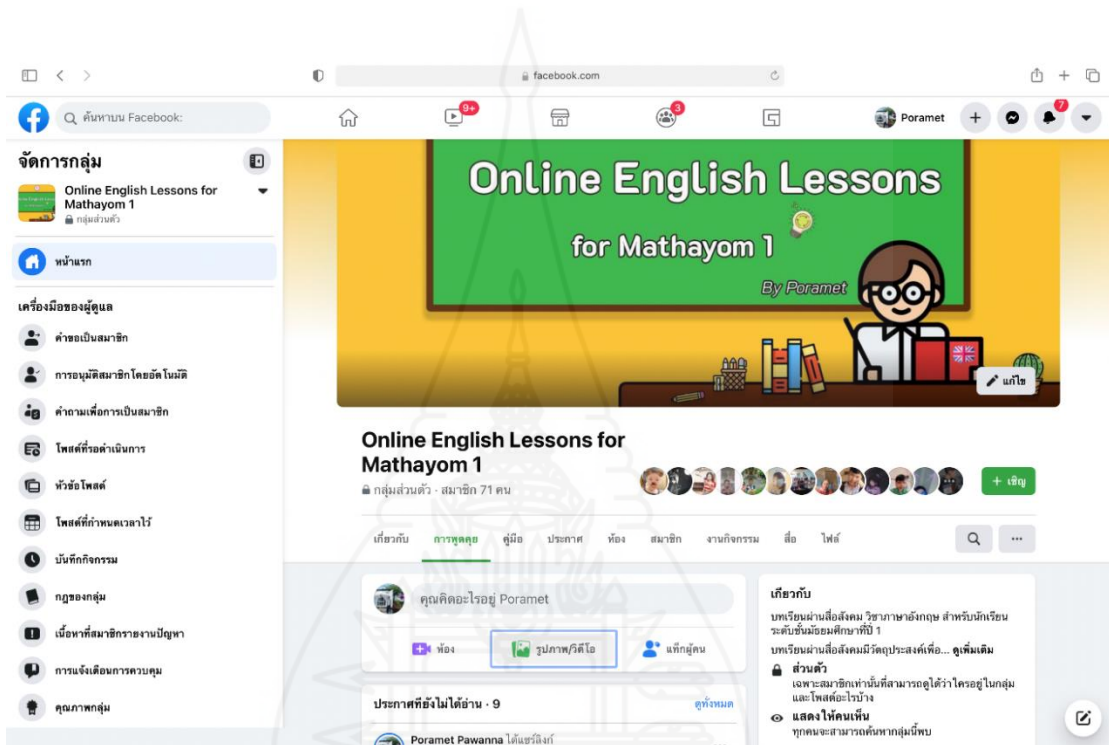 facebook.com
ค้นหาบน Facebook:
9+
3
Poramet
7
จัดการกลุ่ม
Online English Lessons for
Mathayom 1
กลุ่มส่วนตัว
หน้าแรก
เครื่องมือของผู้ดูแล
คำขอเป็นสมาชิก
การอนุมัติสมาชิกโดยอัตโนมัติ
คำถามเพื่อการเป็นสมาชิก
โพสต์ที่รอดำเนินการ
หัวข้อโพสต์
โพสต์ที่กำหนดเวลาไว้
บันทึกกิจกรรม
กฎของกลุ่ม
เนื้อหาที่สมาชิกรายงานปัญหา
การแจ้งเตือนการควบคุม
คุณภาพกลุ่ม
Online English Lessons
for Mathayom 1
By Poramet
แก้ไข
Online English Lessons for
Mathayom 1
กลุ่มส่วนตัว · สมาชิก 71 คน
+ เชิญ
เกี่ยวกับ การพูดคุย คู่มือ ประกาศ ห้อง สมาชิก งานกิจกรรม สื่อ ไฟล์
คุณคิดอะไรอยู่ Poramet
ห้อง รูปภาพ/วิดีโอ แท็กผู้คน
ประกาศที่ยังไม่ได้อ่าน · 9 ดูทั้งหมด
Poramet Pawanna ได้แชร์ลิงก์
เกี่ยวกับ
บทเรียนผ่านสื่อสังคม วิชาภาษาอังกฤษ สำหรับนักเรียน
ระดับชั้นมัธยมศึกษาปีที่ 1
บทเรียนผ่านสื่อสังคมมีวัตถุประสงค์เพื่อ... ดูเพิ่มเติม
ส่วนตัว
เฉพาะสมาชิกเท่านั้นที่สามารถดูได้ว่าใครอยู่ในกลุ่ม
และโพสต์อะไรบ้าง
แสดงให้คนเห็น
ทุกคนจะสามารถค้นหากลุ่มนี้พบ